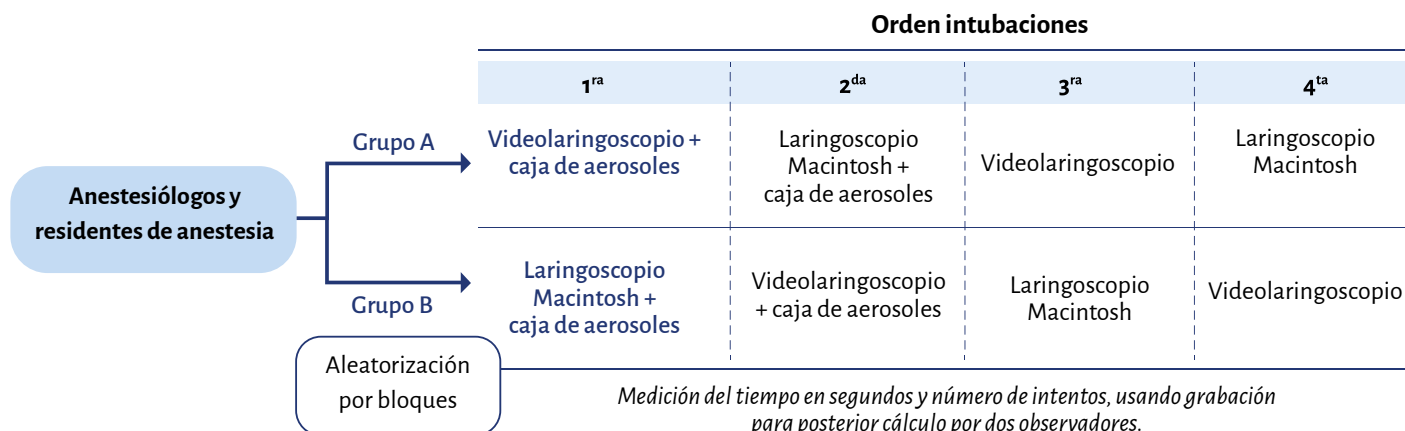 Orden intubaciones
1ra
2da
3ra
4ta
Anestesiólogos y
residentes de anestesia
Grupo A
Videolaringoscopio +
caja de aerosoles
Laringoscopio
Macintosh +
caja de aerosoles
Videolaringoscopio
Laringoscopio
Macintosh
Grupo B
Laringoscopio
Macintosh +
caja de aerosoles
Videolaringoscopio
+ caja de aerosoles
Laringoscopio
Macintosh
Videolaringoscopio
Aleatorización
por bloques
Medición del tiempo en segundos y número de intentos, usando grabación
para posterior cálculo por dos observadores.